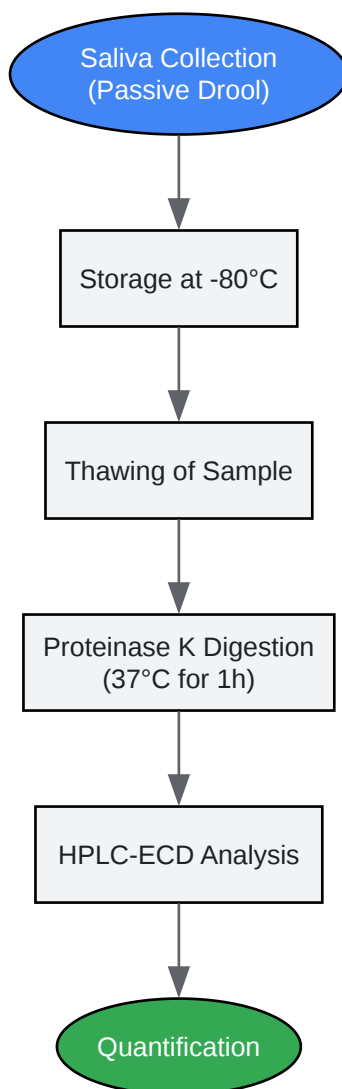 Saliva Collection
(Passive Drool)
Storage at -80°C
Thawing of Sample
Proteinase K Digestion
(37°C for 1h)
HPLC-ECD Analysis
Quantification